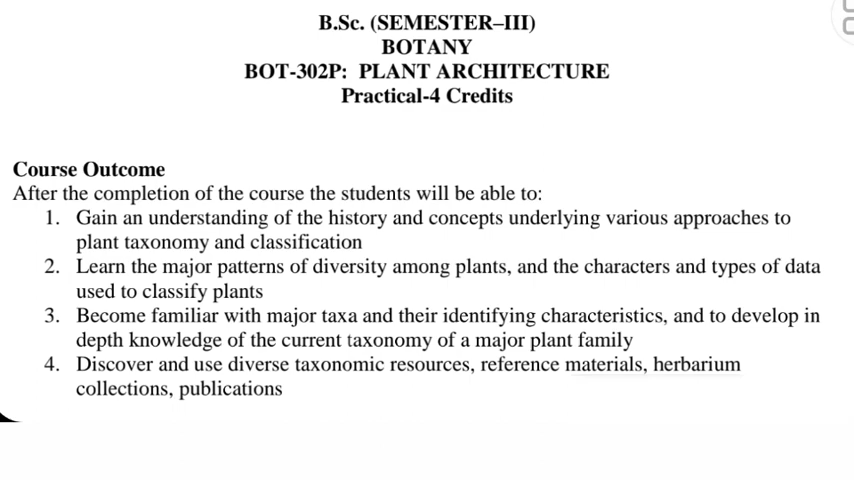 B.Sc. (SEMESTER–III)
BOTANY
BOT-302P: PLANT ARCHITECTURE
Practical-4 Credits
Course Outcome
After the completion of the course the students will be able to:
1. Gain an understanding of the history and concepts underlying various approaches to
plant taxonomy and classification
2. Learn the major patterns of diversity among plants, and the characters and types of data
used to classify plants
3. Become familiar with major taxa and their identifying characteristics, and to develop in
depth knowledge of the current taxonomy of a major plant family
4. Discover and use diverse taxonomic resources, reference materials, herbarium
collections, publications